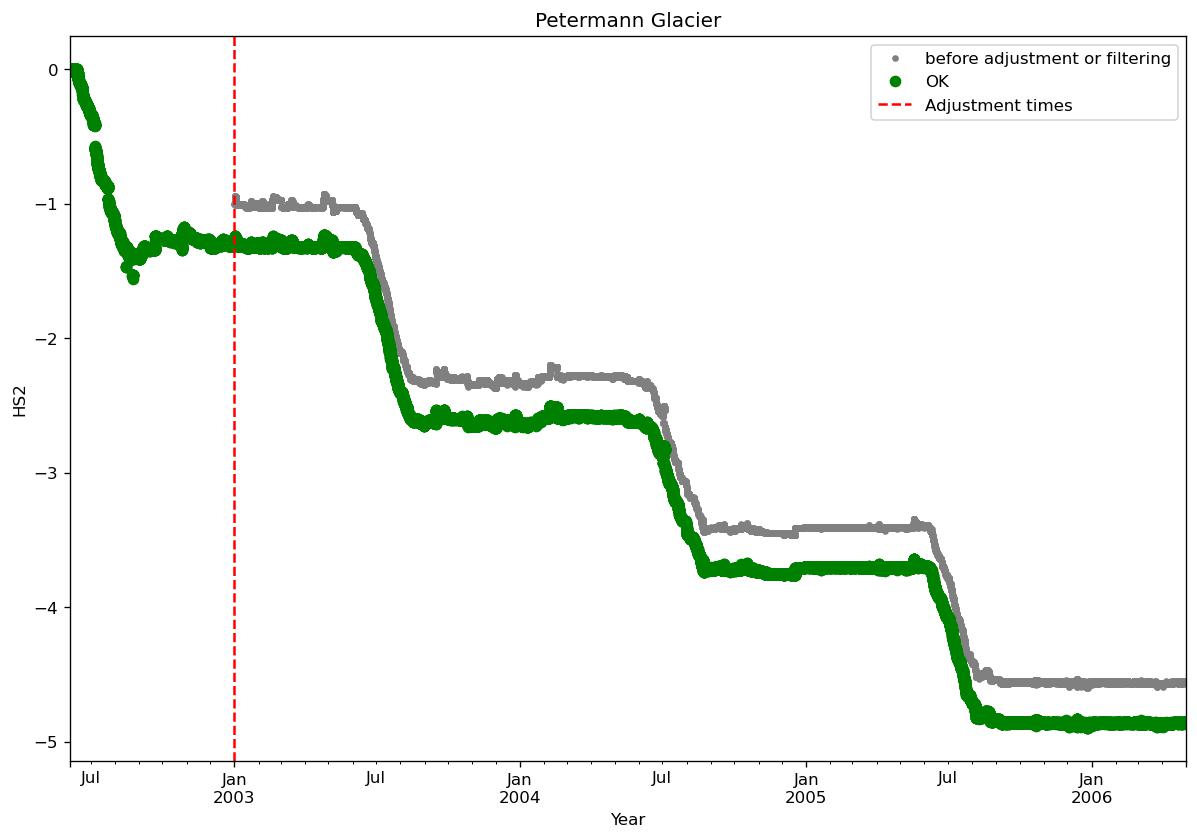 Petermann Glacier
before adjustment or filtering
OK
Adjustment times
0
−1
−2
−3
−4
−5
HS2
Jul
Jan
2003
Jul
Jan
2004
Jul
Jan
2005
Jul
Jan
2006
Year